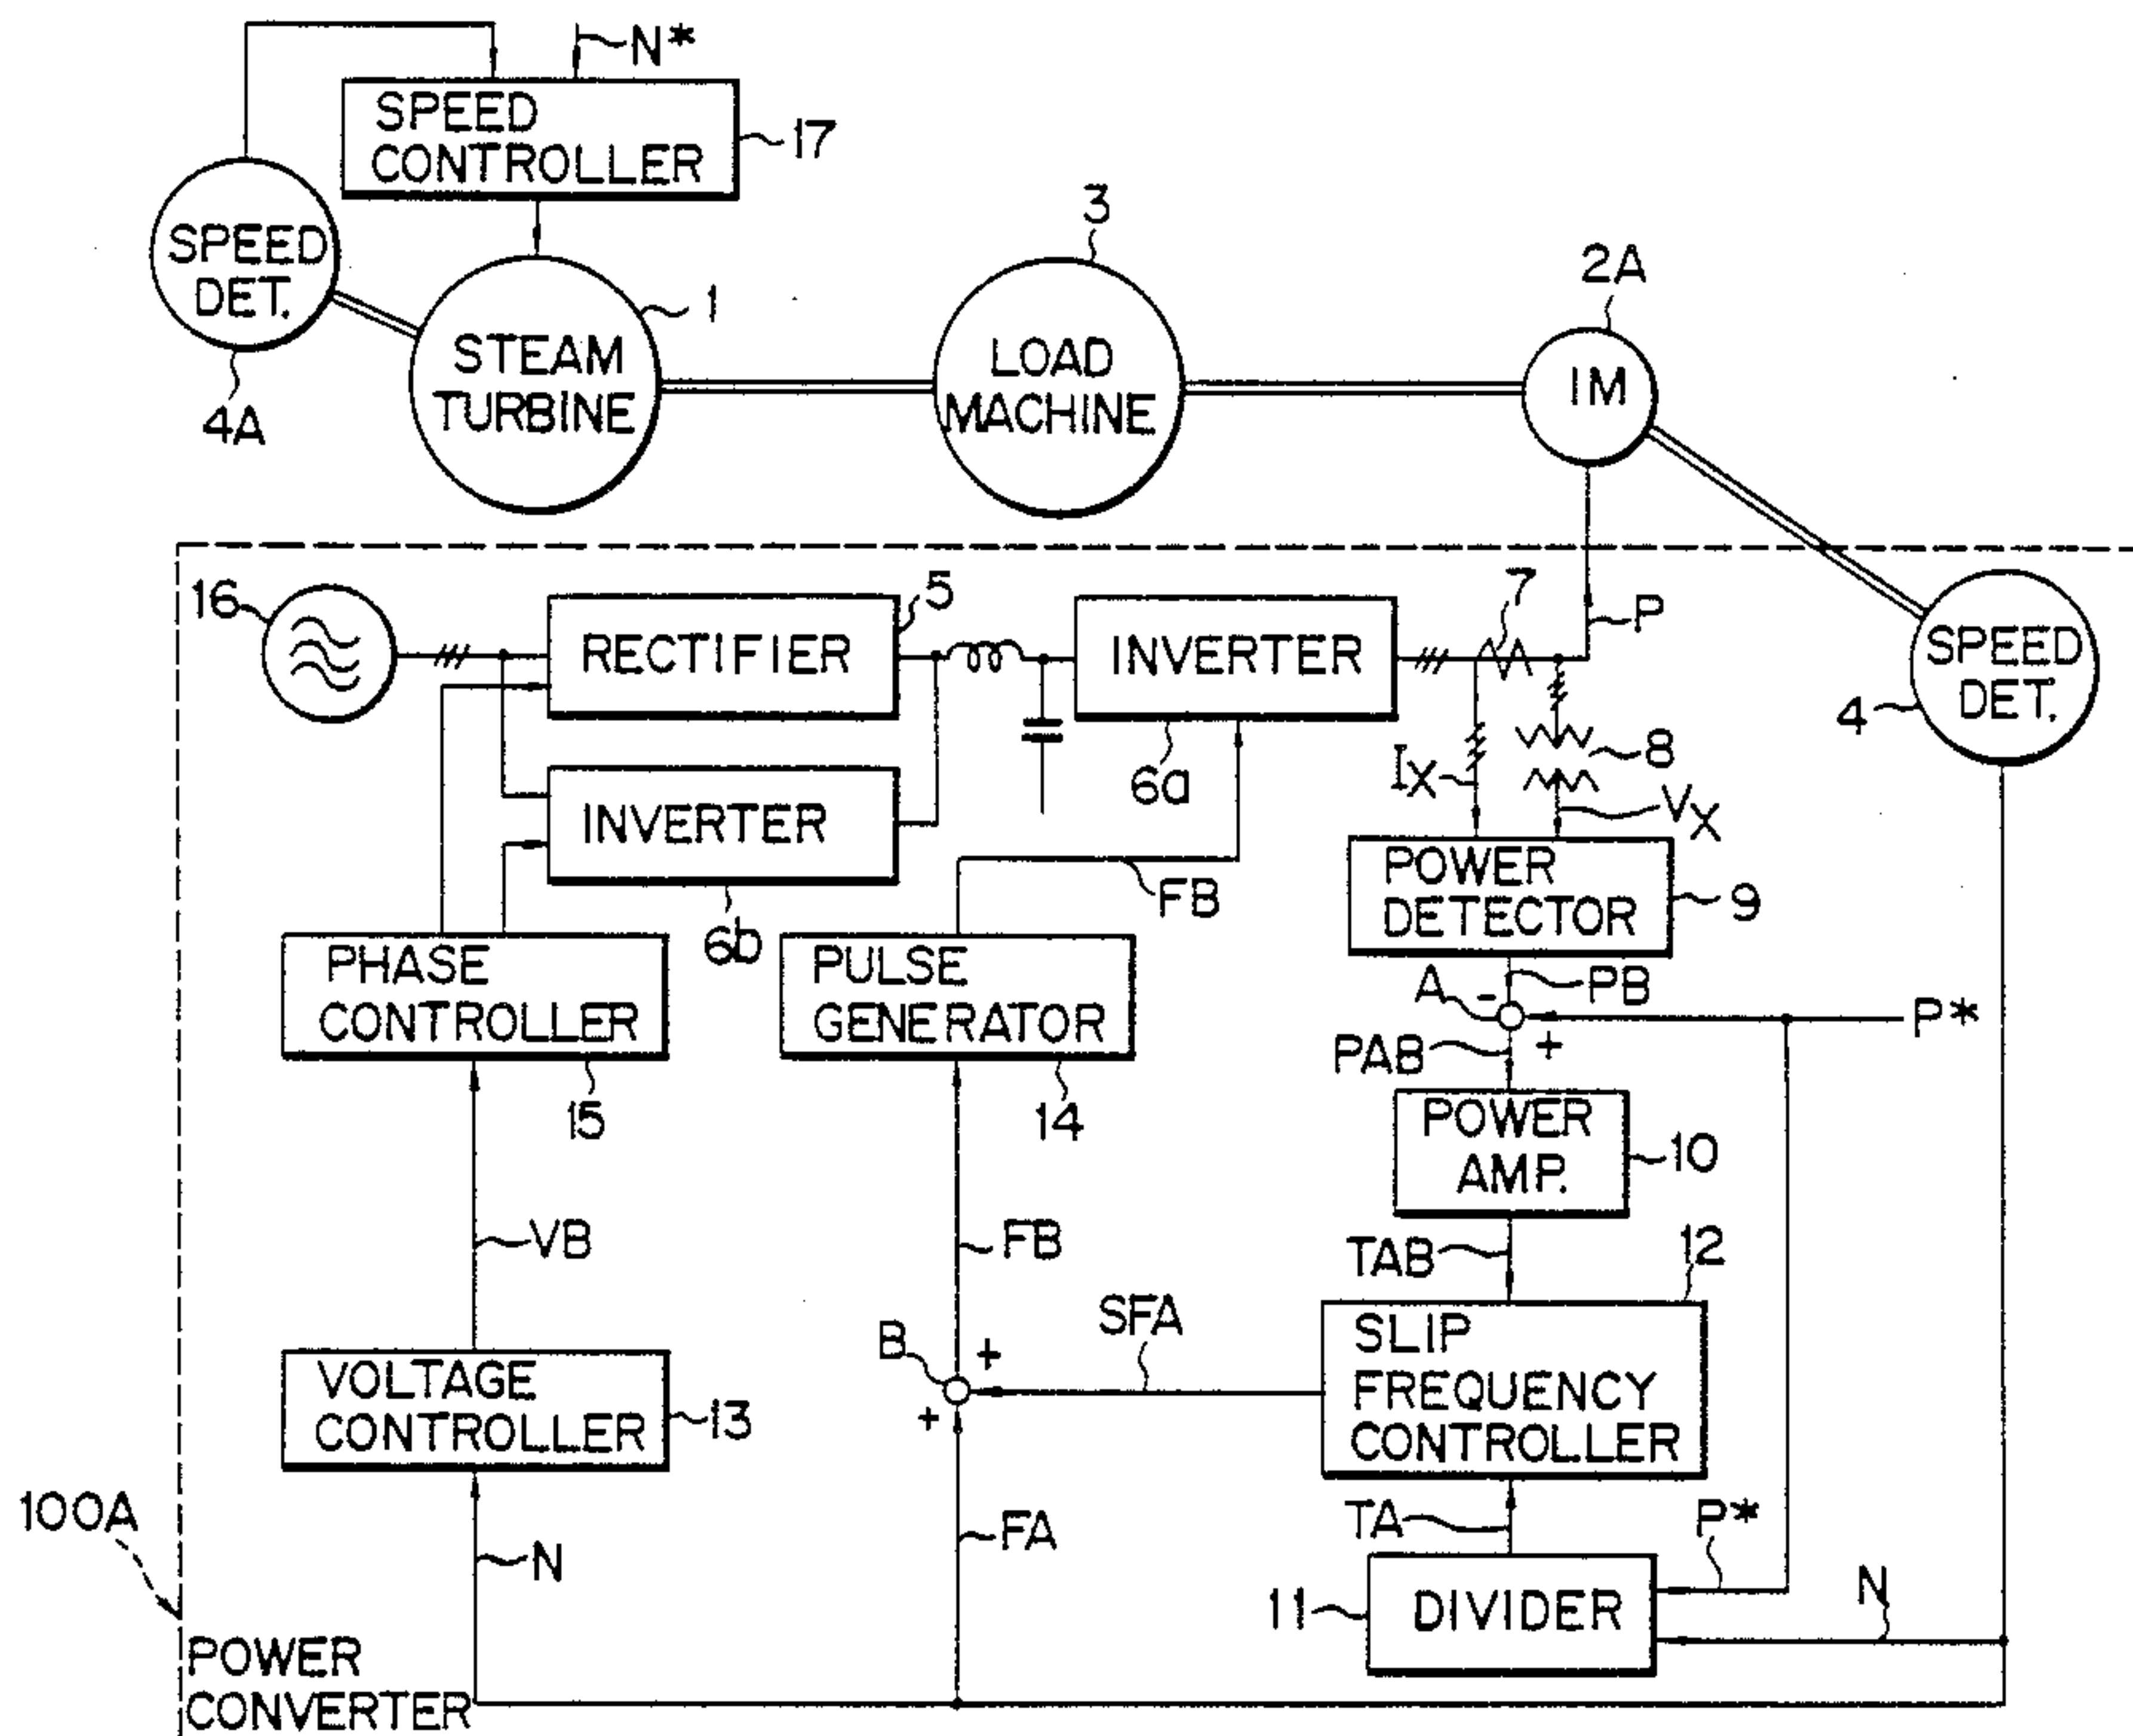 N*
SPEED
CONTROLLER
17
SPEED
DET.
4A
STEAM
TURBINE
1
3
LOAD
MACHINE
2A
IM
16
RECTIFIER
5
INVERTER
6a
7
P
SPEED
DET.
4
INVERTER
6b
IX
8
VX
FB
POWER
DETECTOR
9
PHASE
CONTROLLER
15
PULSE
GENERATOR
14
A
-
PB
P*
PAB
+
POWER
AMP.
10
VB
FB
TAB
12
SLIP
FREQUENCY
CONTROLLER
SFA
B
+
+
VOLTAGE
CONTROLLER
13
100A
N
FA
TA
P*
11
DIVIDER
N
POWER
CONVERTER